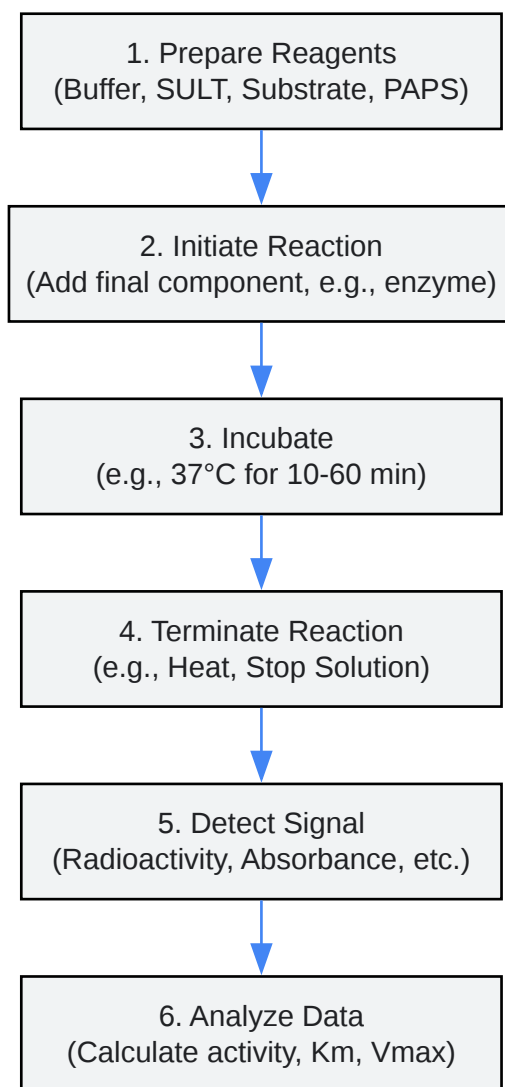 1. Prepare Reagents
(Buffer, SULT, Substrate, PAPS)
2. Initiate Reaction
(Add final component, e.g., enzyme)
3. Incubate
(e.g., 37°C for 10-60 min)
4. Terminate Reaction
(e.g., Heat, Stop Solution)
5. Detect Signal
(Radioactivity, Absorbance, etc.)
6. Analyze Data
(Calculate activity, Km, Vmax)